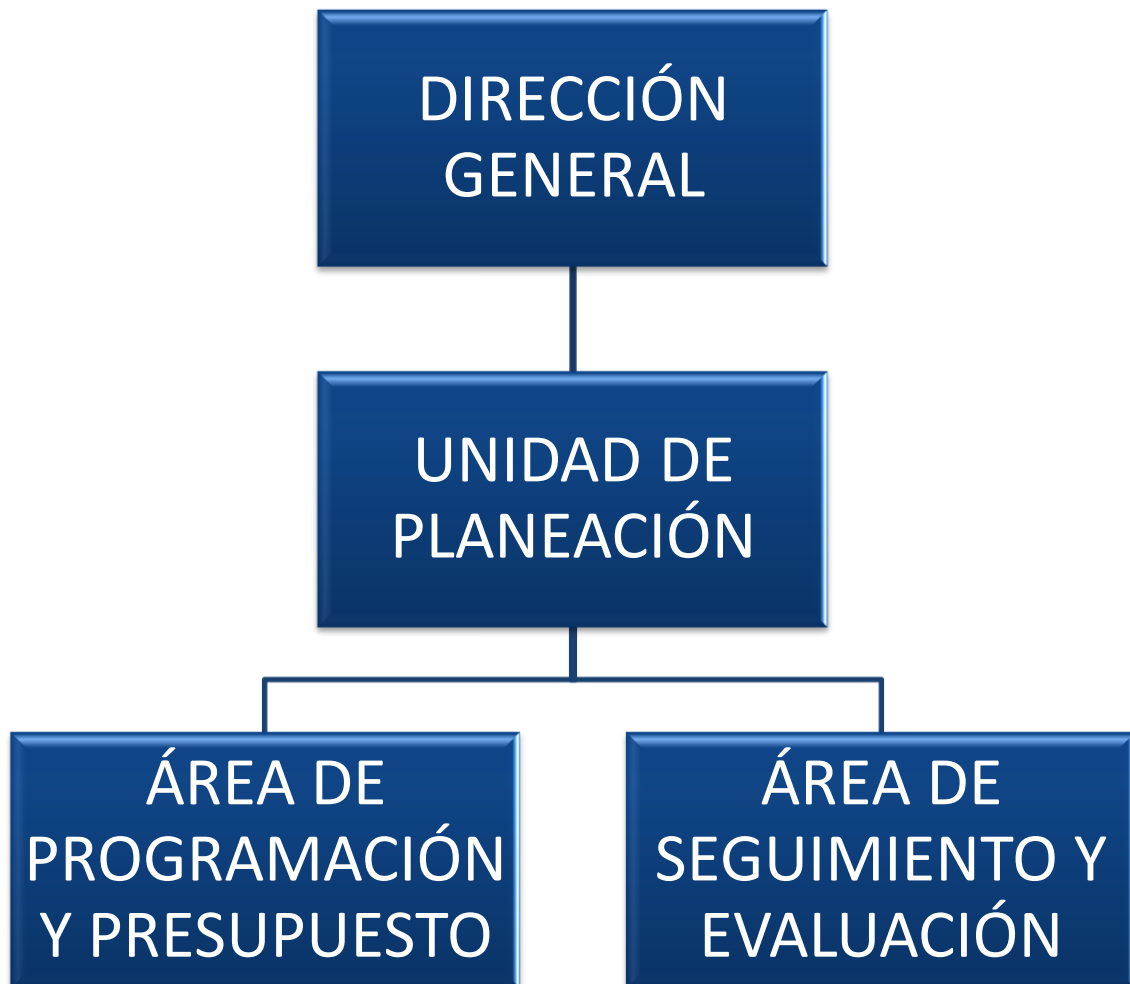 DIRECCIÓN
GENERAL
UNIDAD DE
PLANEACIÓN
ÁREA DE
PROGRAMACIÓN
Y PRESUPUESTO
ÁREA DE
SEGUIMIENTO Y
EVALUACIÓN